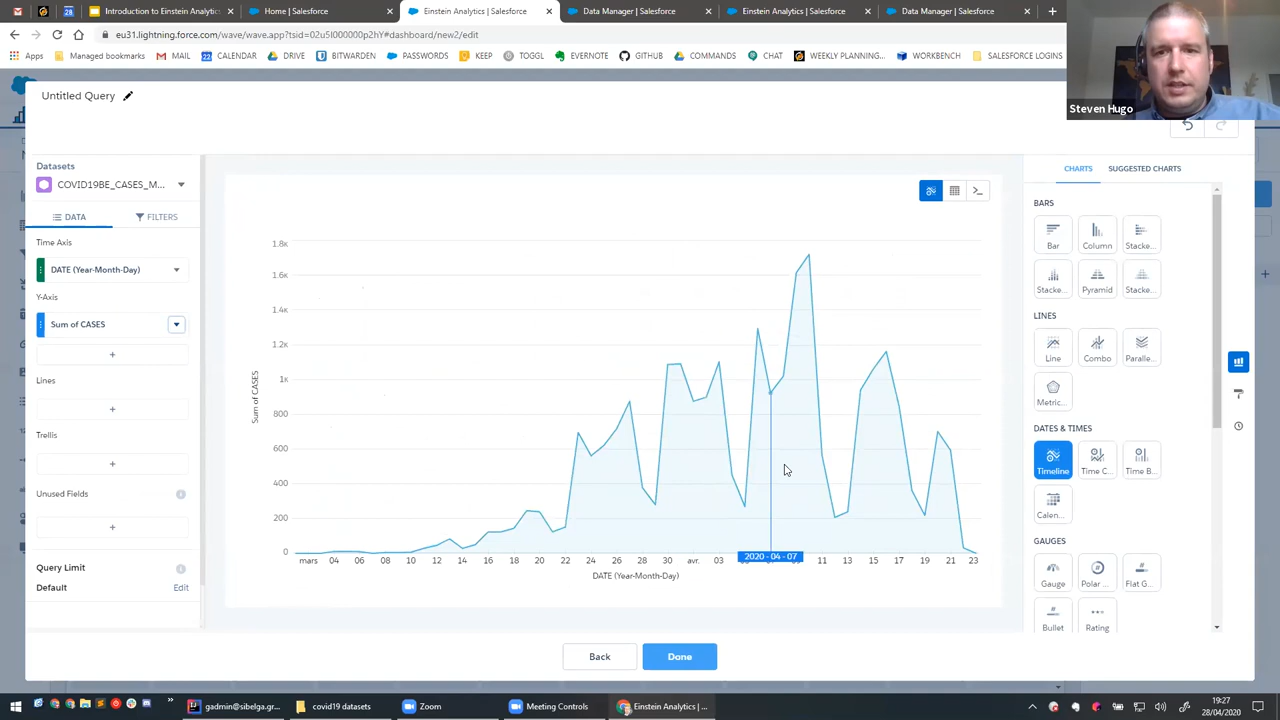 Introduction to Einstein Analytics
Home | Salesforce
Einstein Analytics | Salesforce
Data Manager | Salesforce
Einstein Analytics | Salesforce
Data Manager | Salesforce
eu31.lightning.force.com/wave/wave.app?tsid=02u5I000000p2hY#dashboard/new2/edit
Apps
Managed bookmarks
MAIL
CALENDAR
DRIVE
BITWARDEN
PASSWORDS
KEEP
TOGGL
EVERNOTE
GITHUB
COMMANDS
CHAT
WEEKLY PLANNING...
WORKBENCH
SALESFORCE LOGINS
Steven Hugo
Untitled Query
Datasets
COVID19BE_CASES_M...
DATA
FILTERS
Time Axis
DATE (Year-Month-Day)
Y-Axis
Sum of CASES
+
Lines
+
Trellis
+
Unused Fields
+
Query Limit
Default
Edit
1.8K
1.6K
1.4K
1.2K
1K
800
600
400
200
0
Sum of CASES
mars 04 06 08 10 12 14 16 18 20 22 24 26 28 30 avr. 03 2020 - 04 - 07 11 13 15 17 19 21 23
DATE (Year-Month-Day)
CHARTS
SUGGESTED CHARTS
BARS
Bar Column Stacke...
Stacke... Pyramid Stacke...
LINES
Line Combo Paralle...
Metric...
DATES & TIMES
Timeline Time C... Time B...
Calen...
GAUGES
Gauge Polar ... Flat G...
Bullet Rating
Back
Done
gadmin@sibelga.gr...
covid19 datasets
Zoom
Meeting Controls
Einstein Analytics | ...
19:27
28/04/2020